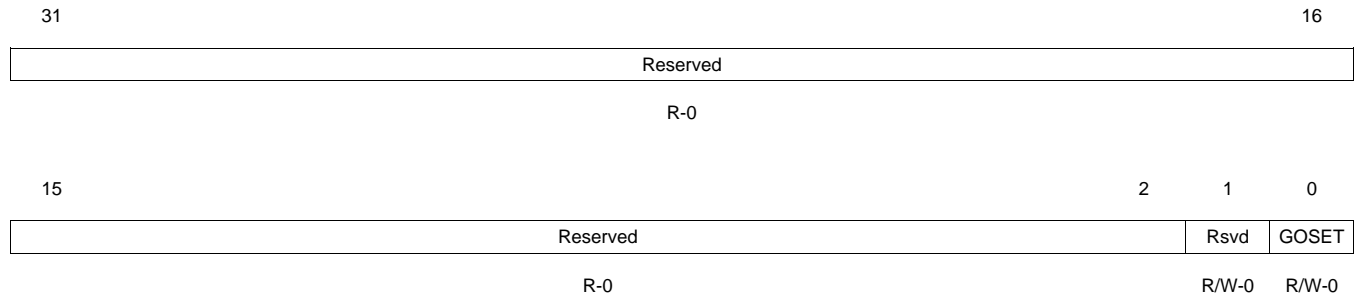 31 16
Reserved
R-0
15 2 1 0
Reserved Rsvd GOSET
R-0 R/W-0 R/W-0